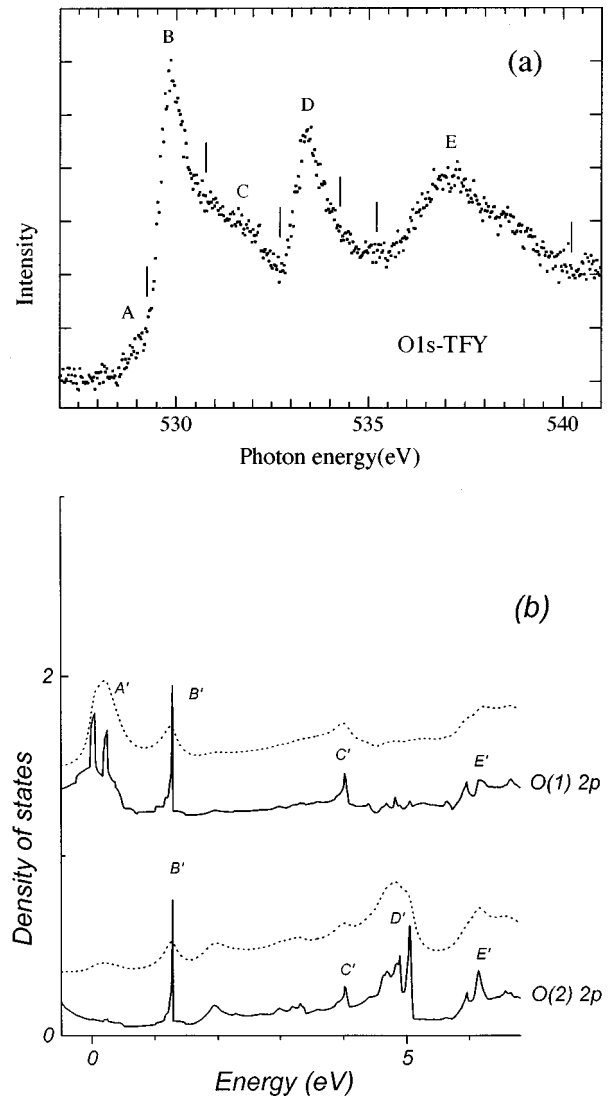 (a)
B
D
E
C
A
O1s-TFY
Intensity
530
535
540
Photon energy(eV)
(b)
2
A'
B'
C'
E'
O(1) 2p
B'
D'
C'
E'
O(2) 2p
0
Density of states
0
5
Energy (eV)